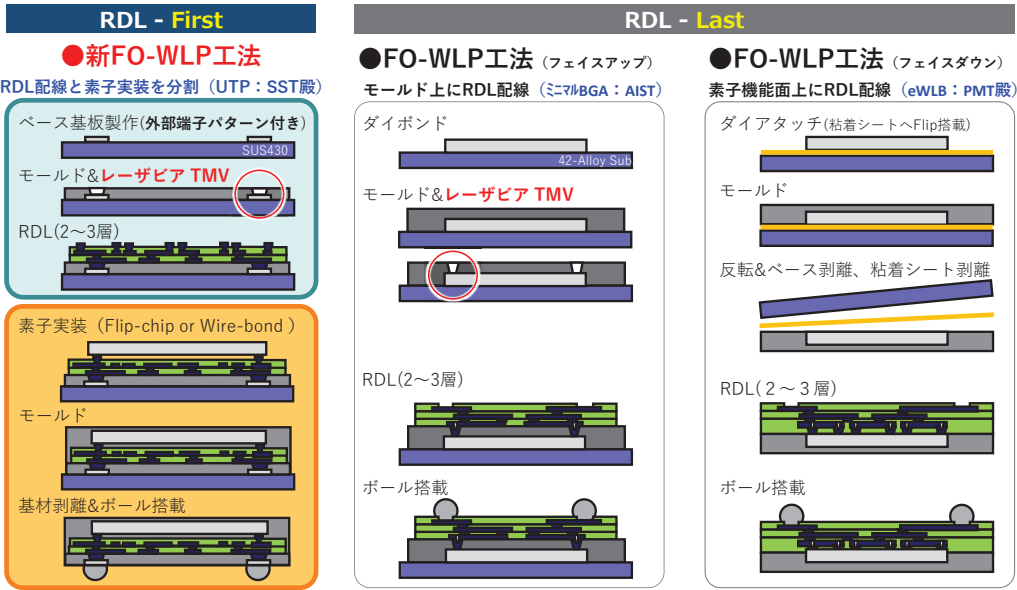 RDL - First
●新FO-WLP工法
RDL配線と素子実装を分割（UTP：SST殿）
ベース基板製作(外部端子パターン付き)
SUS430
モールド&レーザビア TMV
RDL(2～3層)
素子実装（Flip-chip or Wire-bond ）
モールド
基材剥離&ボール搭載
RDL - Last
●FO-WLP工法（フェイスアップ）
モールド上にRDL配線（ﾐﾆﾏﾙBGA：AIST）
ダイボンド
42-Alloy Sub
モールド&レーザビア TMV
RDL(2～3層)
ボール搭載
●FO-WLP工法（フェイスダウン）
素子機能面上にRDL配線（eWLB：PMT殿）
ダイアタッチ(粘着シートへFlip搭載)
モールド
反転&ベース剥離、粘着シート剥離
RDL(２～３層)
ボール搭載